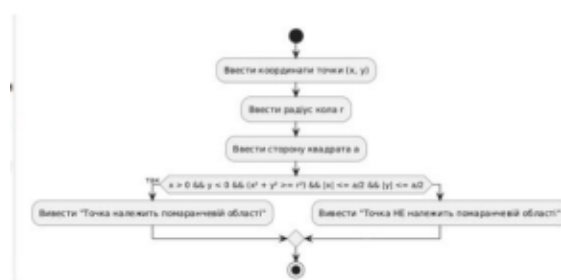 Ввести координати точки (x, y)
Ввести радіус кола r
Ввести сторону квадрата a
так
x > 0 && y < 0 && (x² + y² >= r²) && |x| <= a/2 && |y| <= a/2
Вивести "Точка належить помаранчевій області"
Вивести "Точка НЕ належить помаранчевій області"